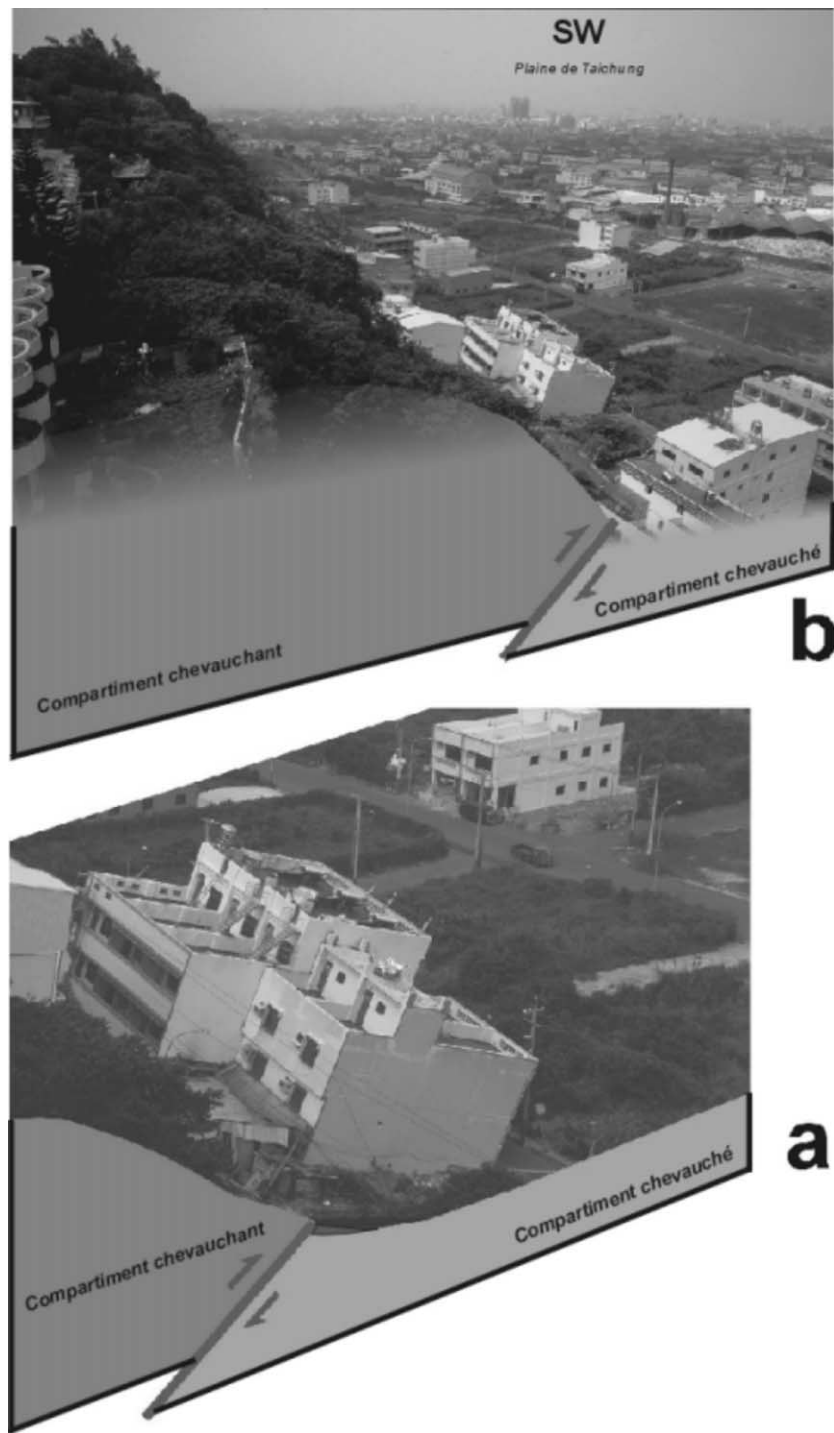 SW
Plaine de Taichung
Compartiment chevauché
Compartiment chevauchant
b
a
Compartiment chevauché
Compartiment chevauchant